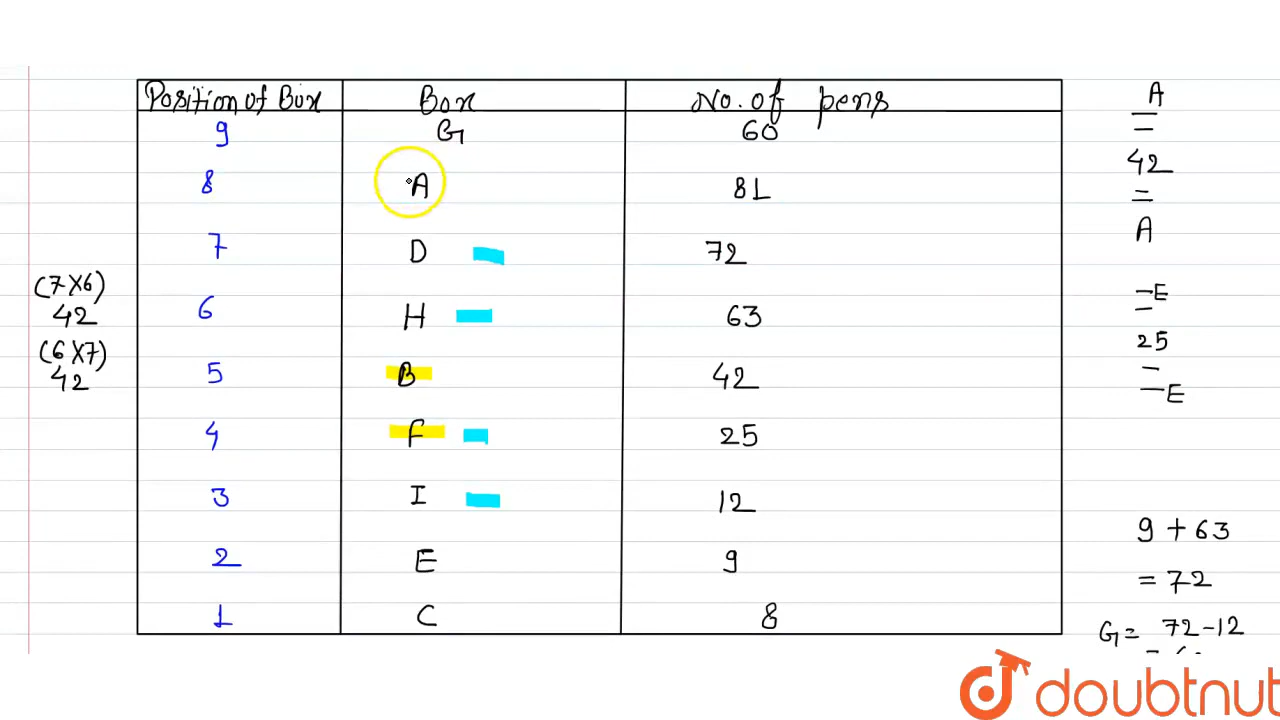 Position of Box Box No. of pens
9 G 60
8 A 81
7 D 72
6 H 63
5 B 42
4 F 25
3 I 12
2 E 9
1 C 8
(7X6)
42
(6X7)
42
A
=
42
=
A
—E
–
25
–
—E
9 + 63
= 72
G = 72-12
doubtnut